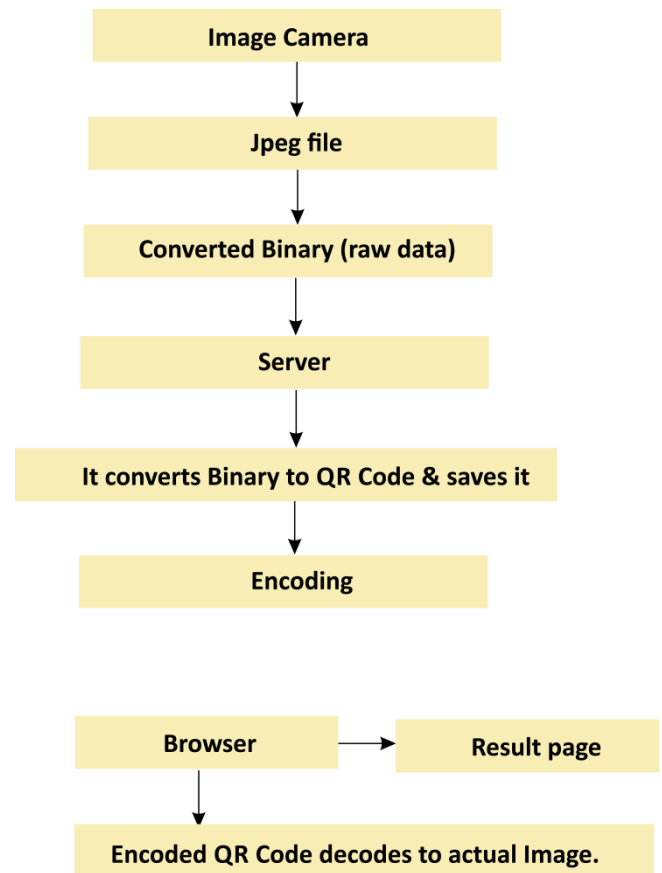 Image Camera
Jpeg file
Converted Binary (raw data)
Server
It converts Binary to QR Code & saves it
Encoding
Browser
Result page
Encoded QR Code decodes to actual Image.